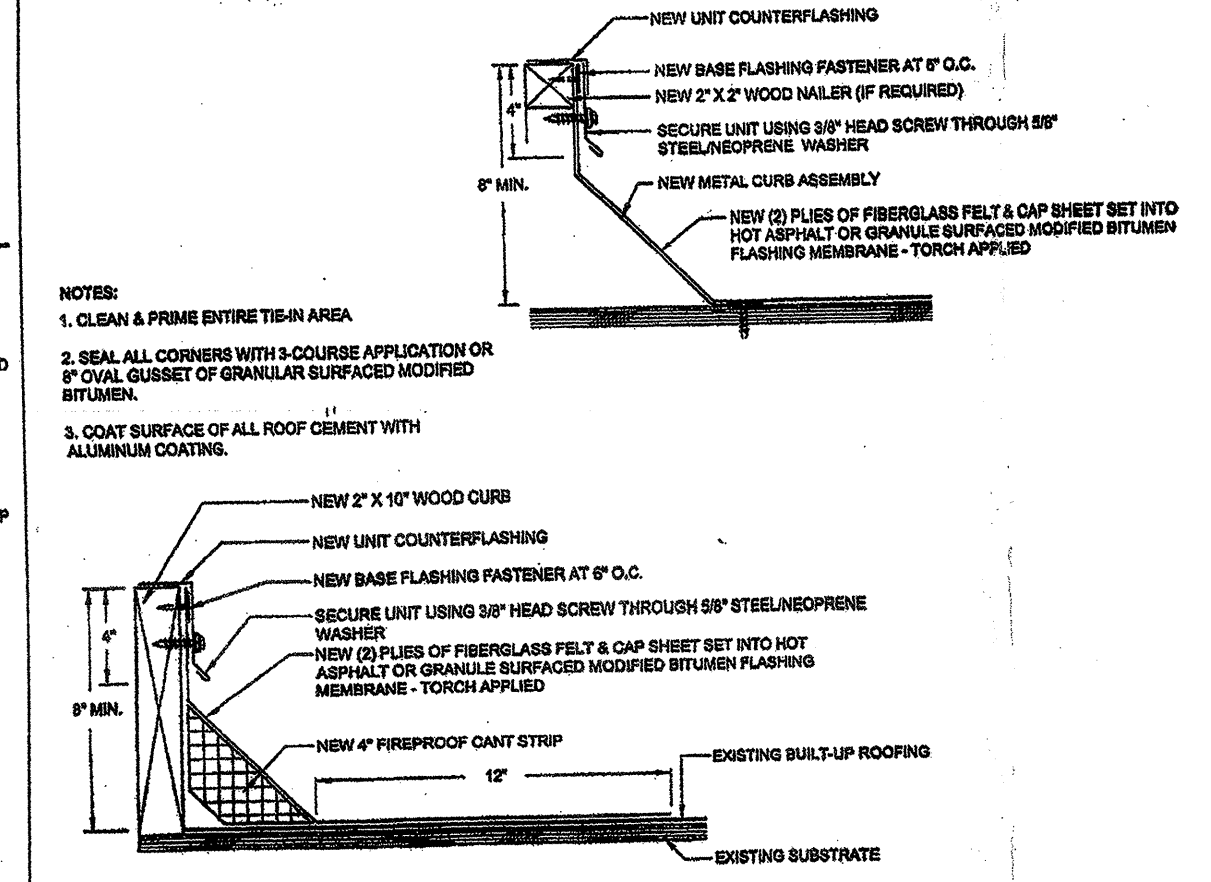 NEW UNIT COUNTERFLASHING
NEW BASE FLASHING FASTENER AT 6" O.C.
NEW 2" X 2" WOOD NAILER (IF REQUIRED)
4"
SECURE UNIT USING 3/8" HEAD SCREW THROUGH 5/8"
STEEL/NEOPRENE WASHER
8" MIN.
NEW METAL CURB ASSEMBLY
NEW (2) PLIES OF FIBERGLASS FELT & CAP SHEET SET INTO
HOT ASPHALT OR GRANULE SURFACED MODIFIED BITUMEN
FLASHING MEMBRANE - TORCH APPLIED
NOTES:
1. CLEAN & PRIME ENTIRE TIE-IN AREA
2. SEAL ALL CORNERS WITH 3-COURSE APPLICATION OR
8" OVAL GUSSET OF GRANULAR SURFACED MODIFIED
BITUMEN.
3. COAT SURFACE OF ALL ROOF CEMENT WITH
ALUMINUM COATING.
NEW 2" X 10" WOOD CURB
NEW UNIT COUNTERFLASHING
NEW BASE FLASHING FASTENER AT 6" O.C.
SECURE UNIT USING 3/8" HEAD SCREW THROUGH 5/8" STEEL/NEOPRENE
WASHER
4"
NEW (2) PLIES OF FIBERGLASS FELT & CAP SHEET SET INTO HOT
ASPHALT OR GRANULE SURFACED MODIFIED BITUMEN FLASHING
MEMBRANE - TORCH APPLIED
8" MIN.
NEW 4" FIREPROOF CANT STRIP
12"
EXISTING BUILT-UP ROOFING
EXISTING SUBSTRATE